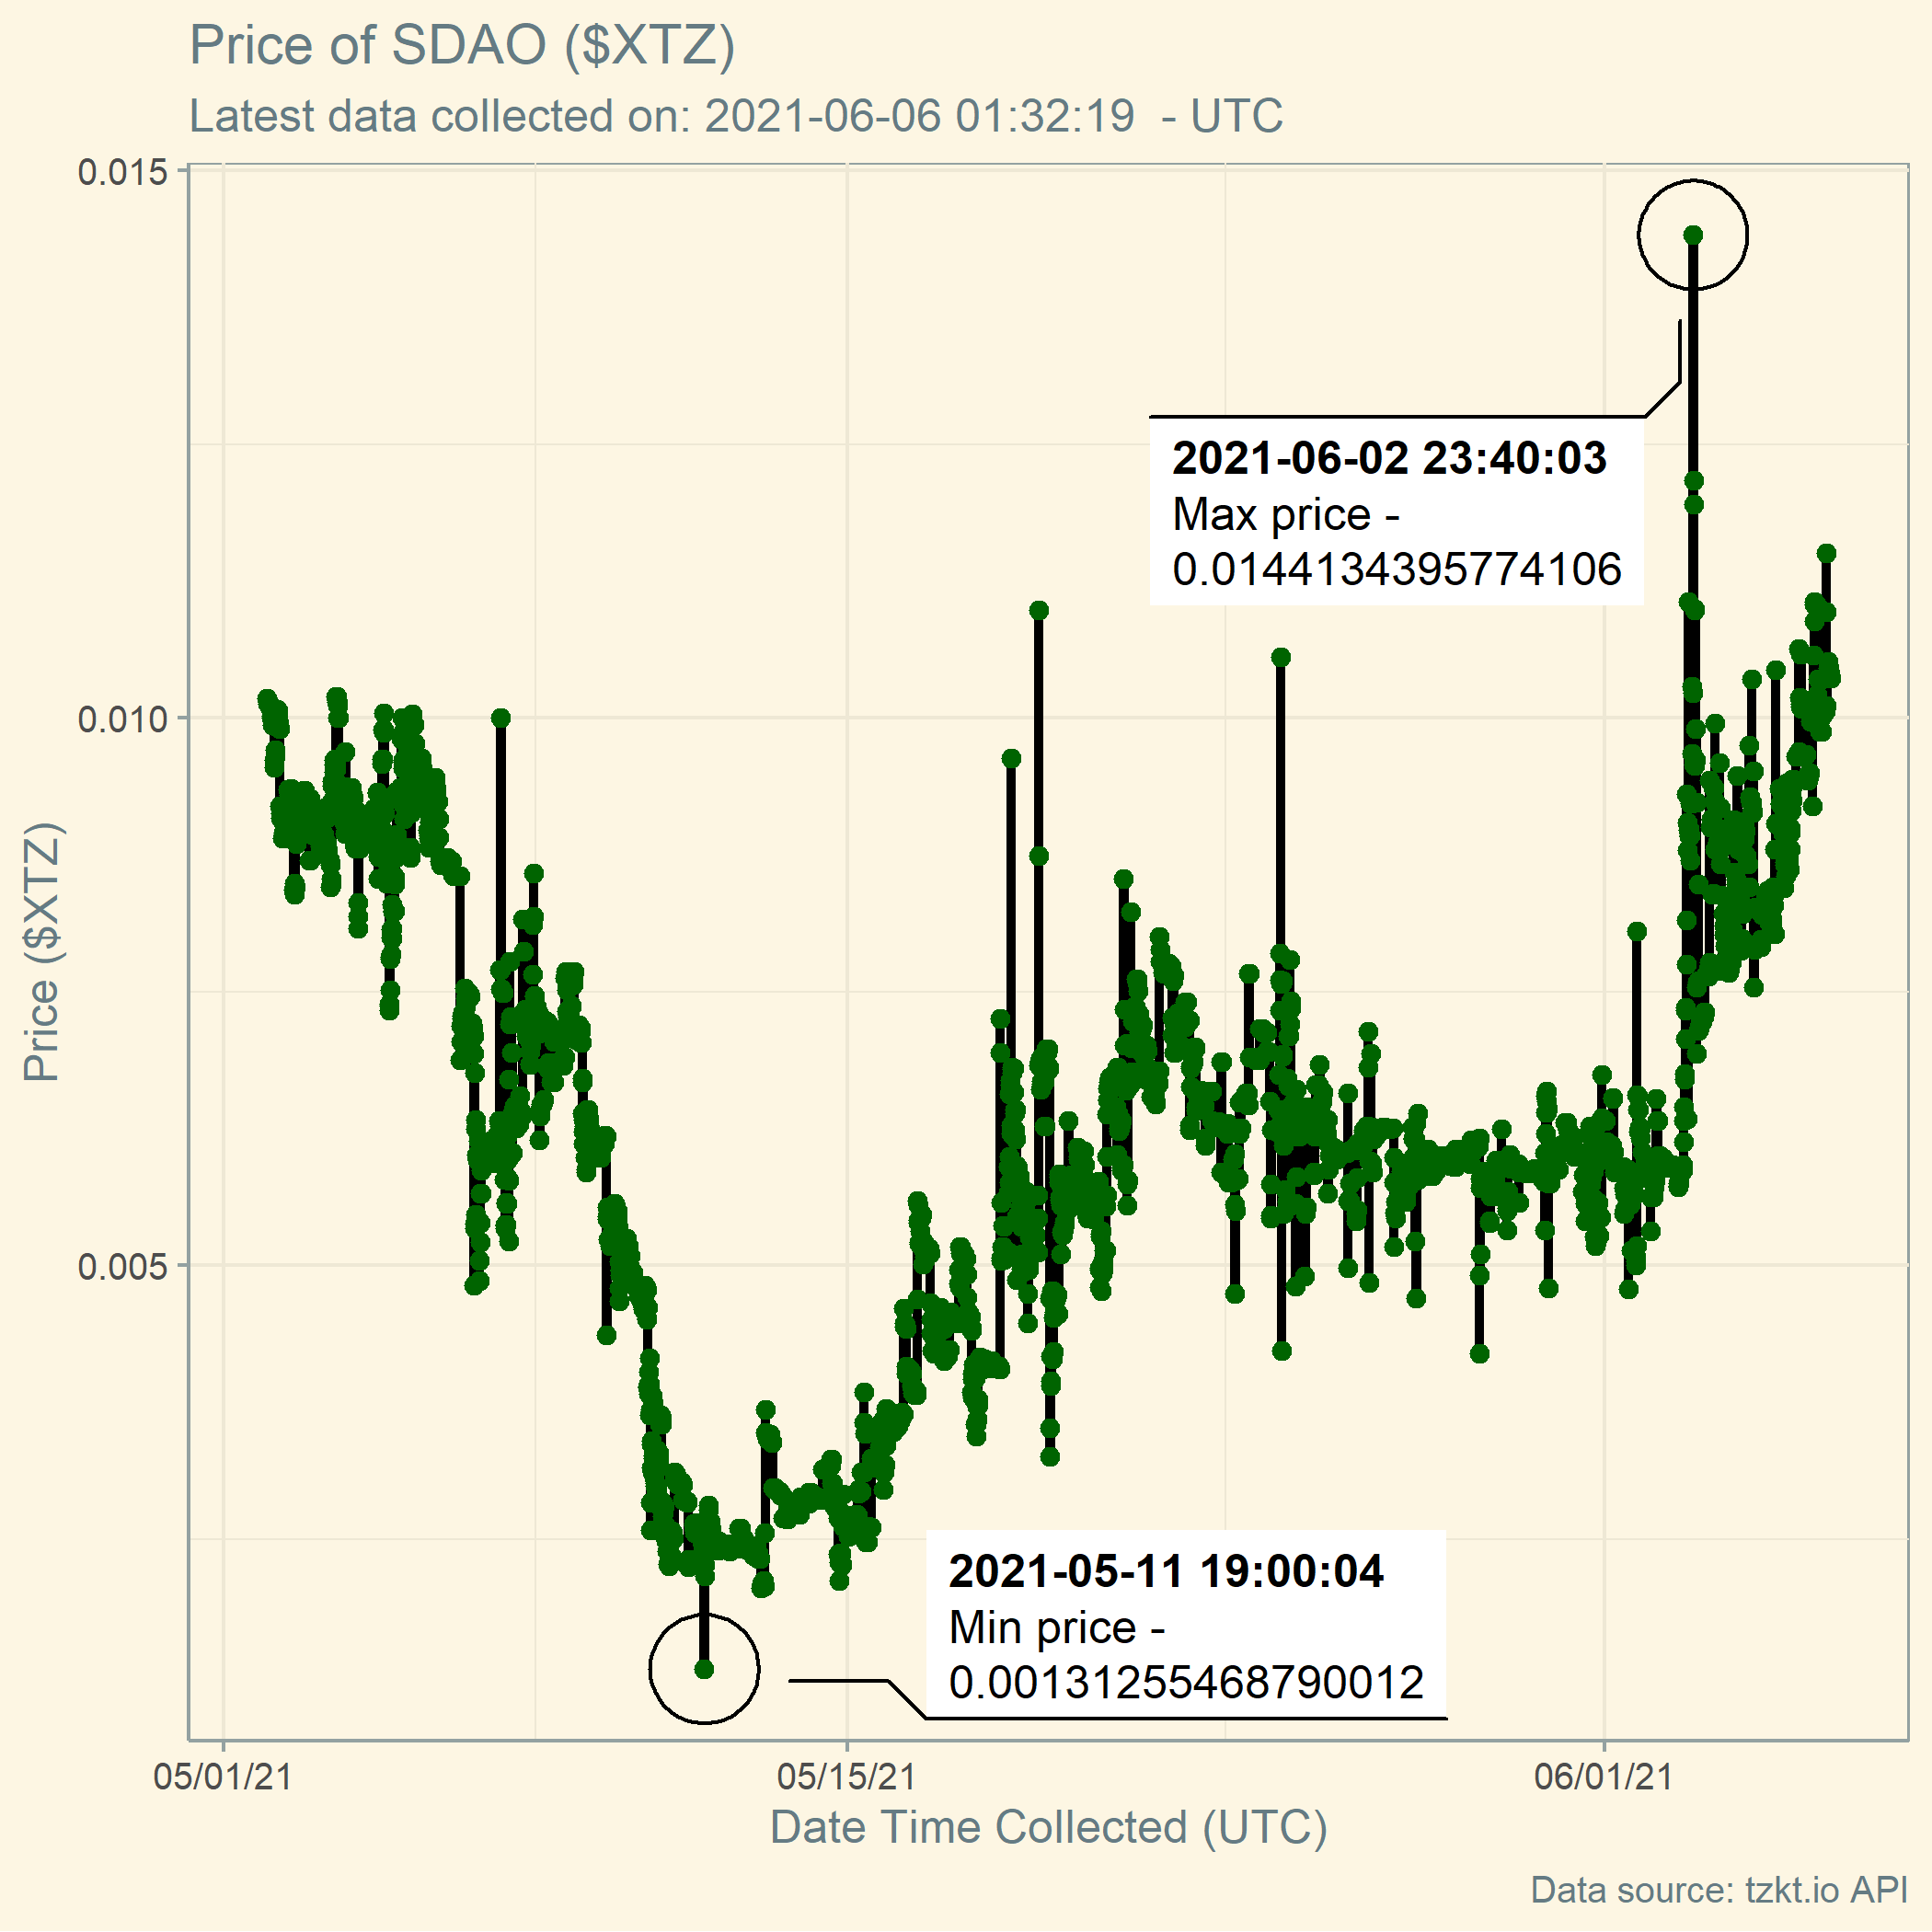 Price of SDAO ($XTZ)
Latest data collected on: 2021-06-06 01:32:19  - UTC
0.015
0.010
0.005
Price ($XTZ)
2021-06-02 23:40:03
Max price -
0.0144134395774106
2021-05-11 19:00:04
Min price -
0.00131255468790012
05/01/21
05/15/21
06/01/21
Date Time Collected (UTC)
Data source: tzkt.io API